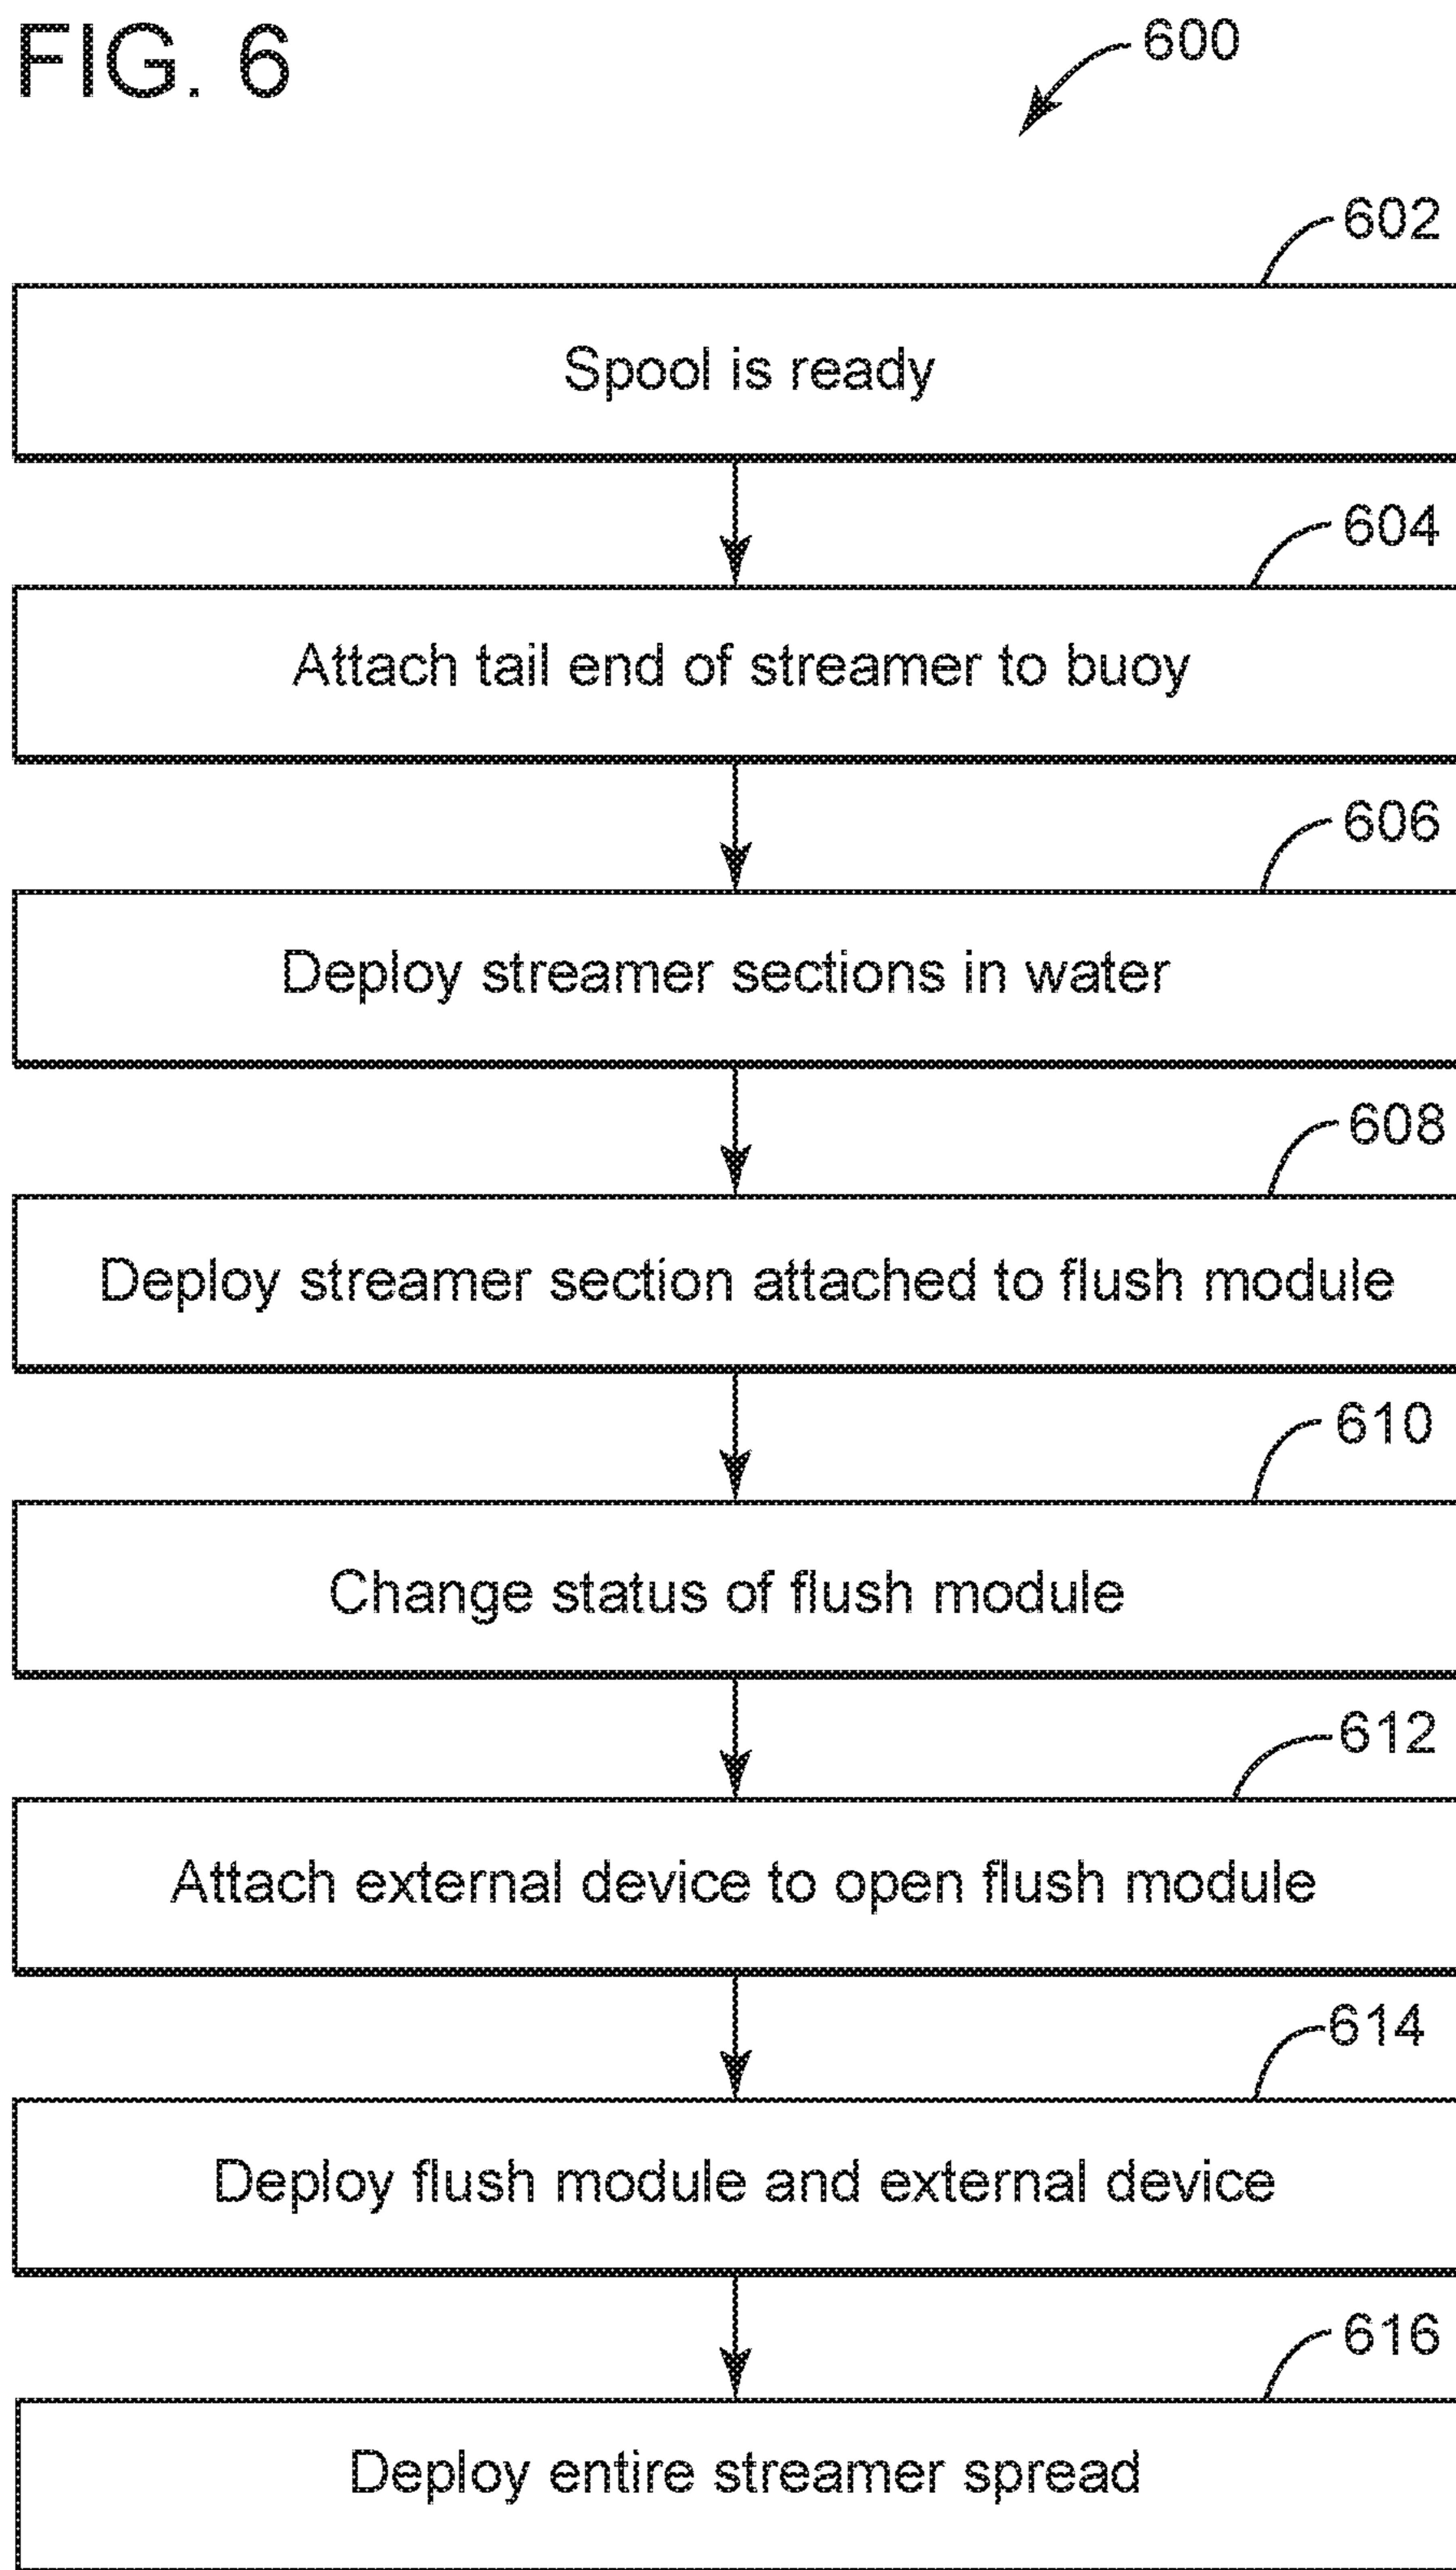 FIG. 6
600
602
Spool is ready
604
Attach tail end of streamer to buoy
606
Deploy streamer sections in water
608
Deploy streamer section attached to flush module
610
Change status of flush module
612
Attach external device to open flush module
614
Deploy flush module and external device
616
Deploy entire streamer spread